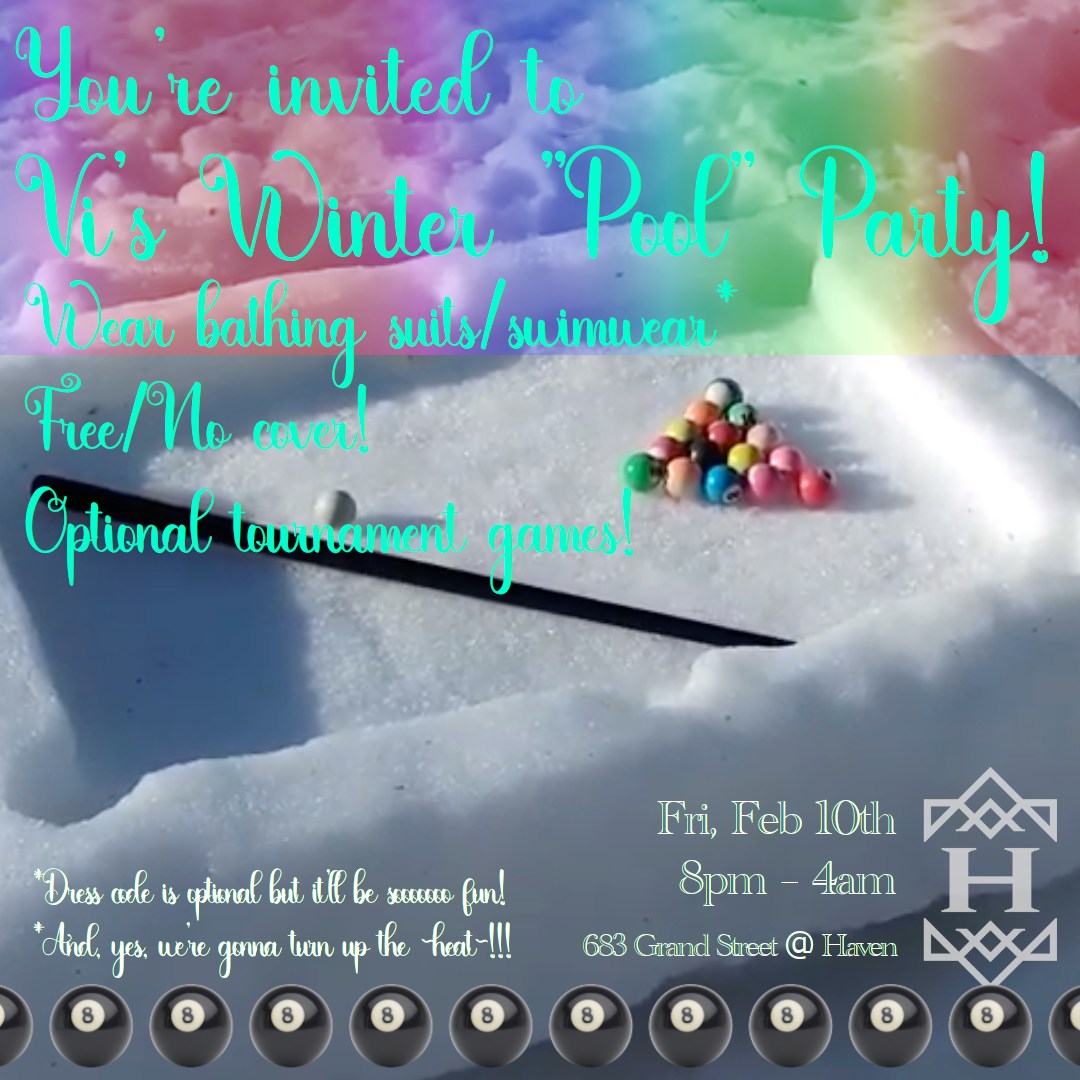 You're invited to
Vi's Winter "Pool" Party!
Wear bathing suits/swimwear*
Free/No cover!
Optional tournament games!
Fri, Feb 10th
8pm - 4am
683 Grand Street @ Haven
H
*Dress code is optional but it'll be soooooo fun!
*And, yes, we're gonna turn up the ~heat~!!!
8 8 8 8 8 8 8 8 8 8